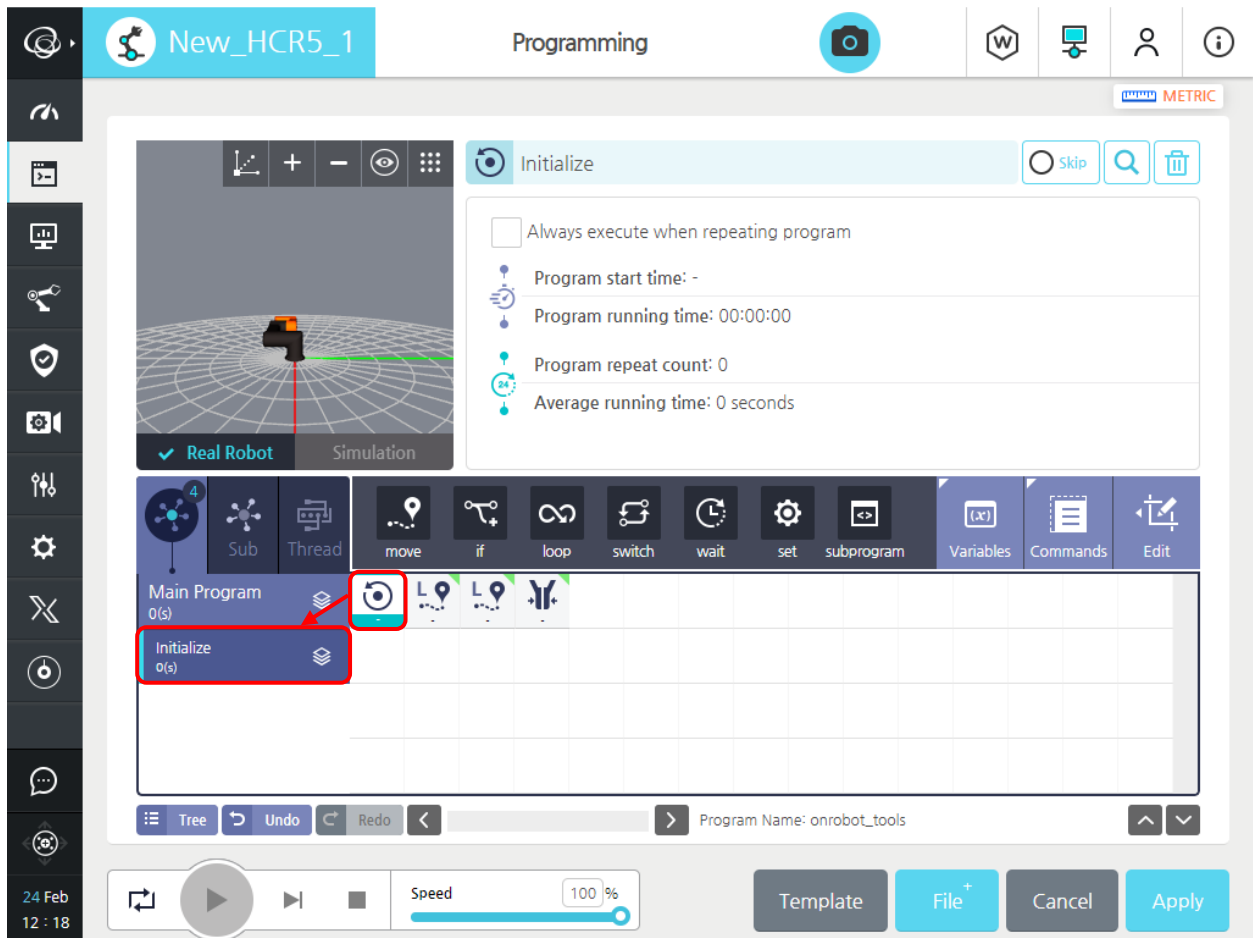 New_HCR5_1
Programming
W
METRIC
Initialize
Skip
Always execute when repeating program
Program start time: -
Program running time: 00:00:00
24
Program repeat count: 0
Average running time: 0 seconds
Real Robot
Simulation
4
Sub
Thread
move
if
loop
switch
wait
set
subprogram
(x)
Variables
Commands
Edit
Main Program
0(s)
-
L
-
L
-
-
Initialize
0(s)
Tree
Undo
Redo
Program Name: onrobot_tools
24 Feb
12 : 18
Speed
100 %
Template
File +
Cancel
Apply